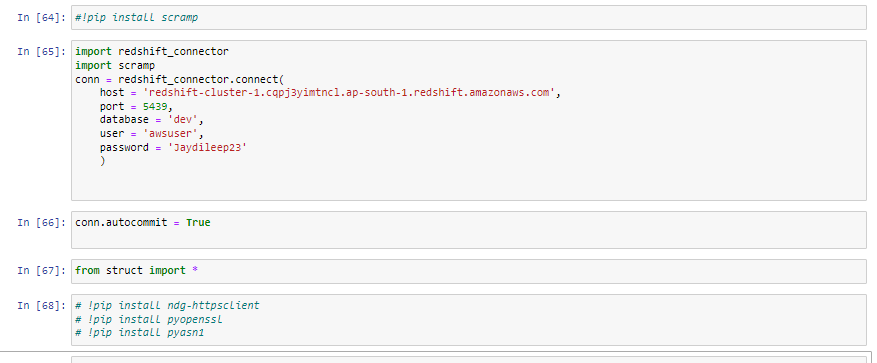 In [64]: #!pip install scramp
In [65]: import redshift_connector
import scramp
conn = redshift_connector.connect(
host = 'redshift-cluster-1.cqpj3yimtncl.ap-south-1.redshift.amazonaws.com',
port = 5439,
database = 'dev',
user = 'awsuser',
password = 'Jaydileep23'
)
In [66]: conn.autocommit = True
In [67]: from struct import *
In [68]: # !pip install ndg-httpsclient
# !pip install pyopenssl
# !pip install pyasn1